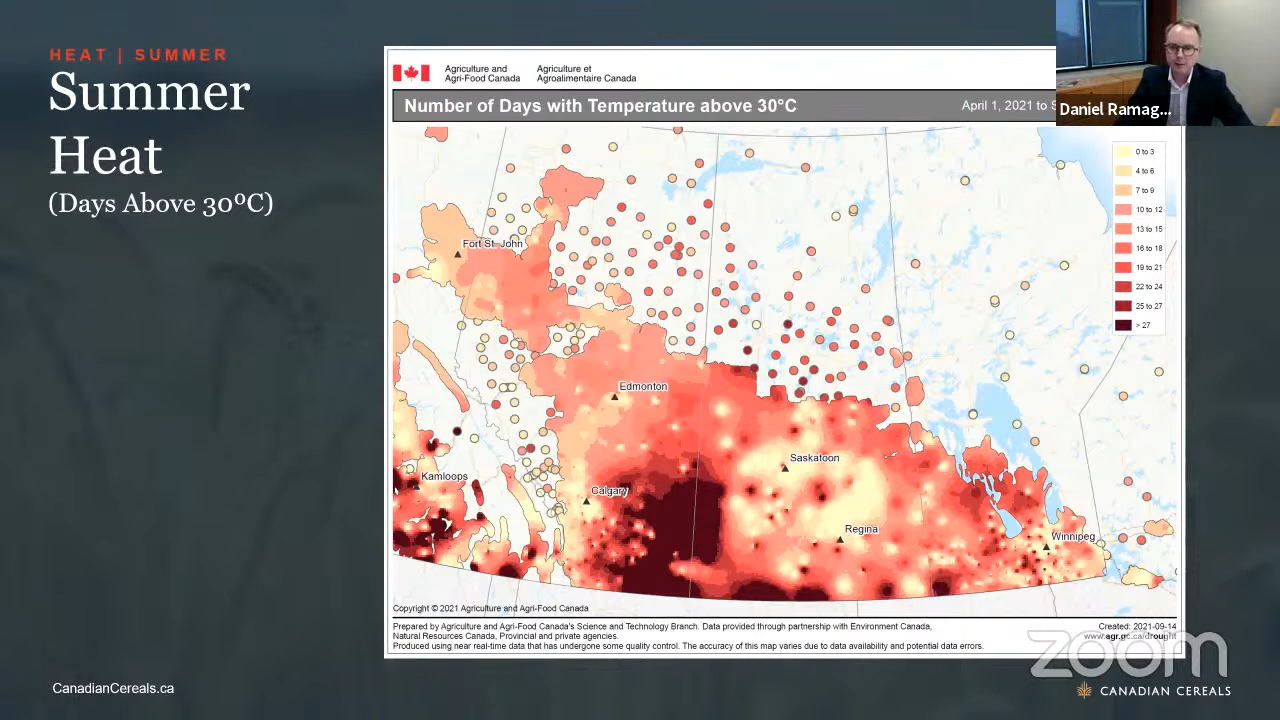 HEAT | SUMMER
Summer
Heat
(Days Above 30ºC)
Agriculture and
Agri-Food Canada
Agriculture et
Agroalimentaire Canada
Number of Days with Temperature above 30°C
April 1, 2021 to S
Daniel Ramag...
0 to 3
4 to 6
7 to 9
10 to 12
13 to 15
16 to 18
19 to 21
22 to 24
25 to 27
> 27
Fort St. John
Edmonton
Saskatoon
Kamloops
Calgary
Regina
Winnipeg
Copyright © 2021 Agriculture and Agri-Food Canada
Prepared by Agriculture and Agri-Food Canada's Science and Technology Branch. Data provided through partnership with Environment Canada,
Natural Resources Canada, Provincial and private agencies.
Produced using near real-time data that has undergone some quality control. The accuracy of this map varies due to data availability and potential data errors.
Created: 2021-09-14
www.agr.gc.ca/drought
zoom
CanadianCereals.ca
CANADIAN CEREALS